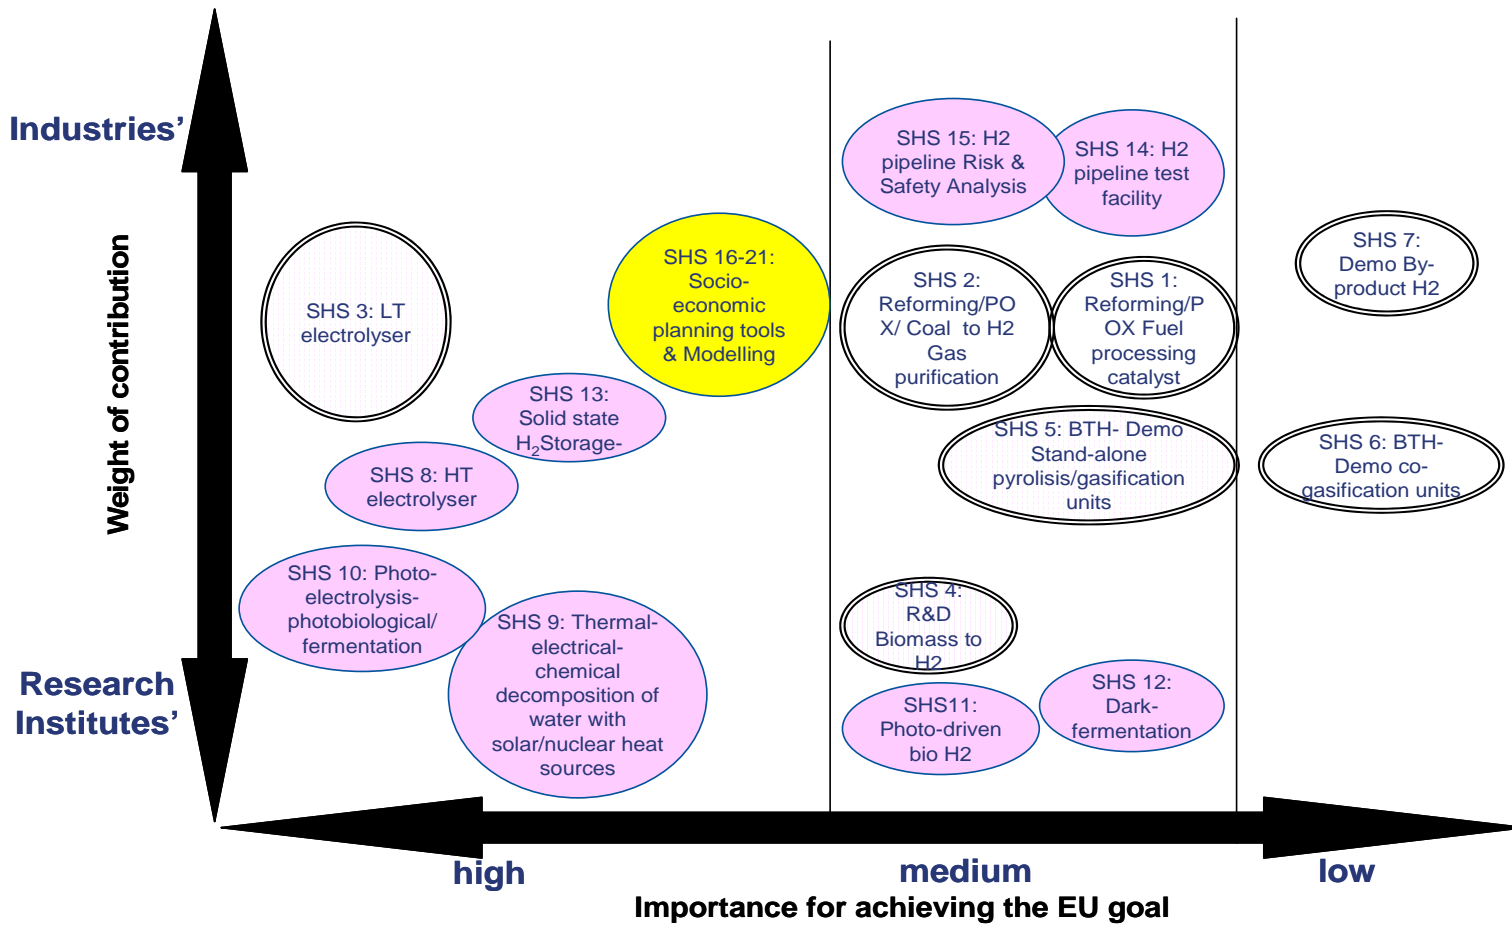 Industries’
Weight of contribution
Research
Institutes’
SHS 15: H2
pipeline Risk &
Safety Analysis
SHS 14: H2
pipeline test
facility
SHS 7:
Demo By-
product H2
SHS 16-21:
Socio-
economic
planning tools
& Modelling
SHS 2:
Reforming/PO
X/ Coal to H2
Gas
purification
SHS 1:
Reforming/P
OX Fuel
processing
catalyst
SHS 3: LT
electrolyser
SHS 13:
Solid state
H₂Storage-
SHS 5: BTH- Demo
Stand-alone
pyrolisis/gasification
units
SHS 6: BTH-
Demo co-
gasification units
SHS 8: HT
electrolyser
SHS 10: Photo-
electrolysis-
photobiological/
fermentation
SHS 9: Thermal-
electrical-
chemical
decomposition of
water with
solar/nuclear heat
sources
SHS 4:
R&D
Biomass to
H2
SHS11:
Photo-driven
bio H2
SHS 12:
Dark-
fermentation
high
medium
low
Importance for achieving the EU goal